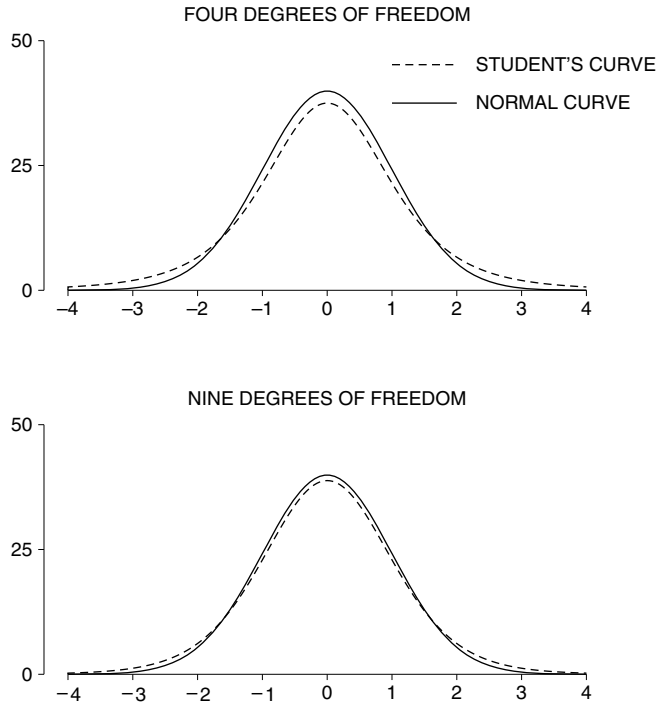 FOUR DEGREES OF FREEDOM
50
STUDENT'S CURVE
NORMAL CURVE
25
0
−4 −3 −2 −1 0 1 2 3 4
NINE DEGREES OF FREEDOM
50
25
0
−4 −3 −2 −1 0 1 2 3 4